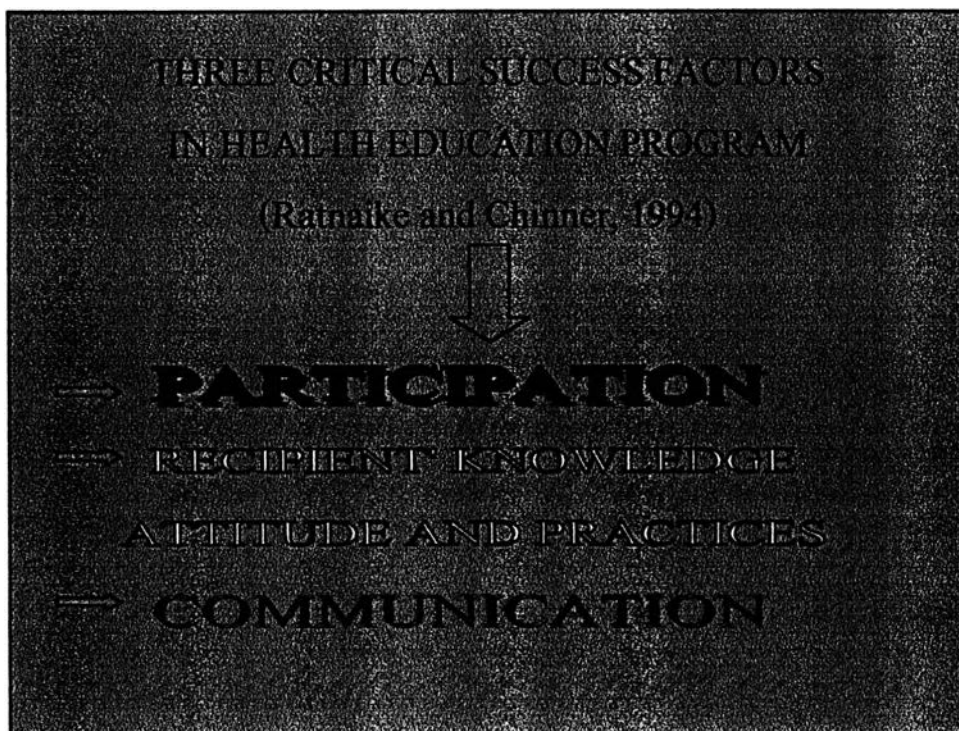 THREE CRITICAL SUCCESS FACTORS
IN HEALTH EDUCATION PROGRAM
(Ratnaike and Chinner, 1994)
PARTICIPATION
RECIPIENT KNOWLEDGE
ATTITUDE AND PRACTICES
COMMUNICATION